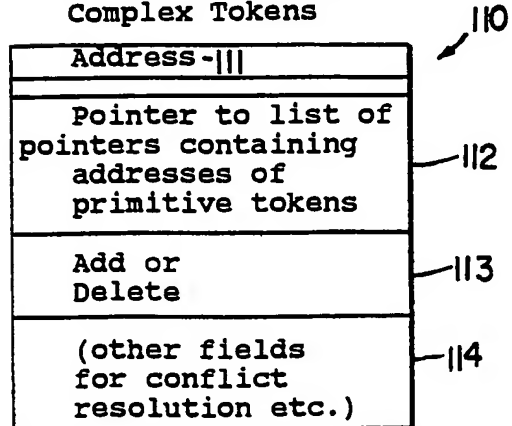 Complex Tokens
110
Address-111
Pointer to list of
pointers containing
addresses of
primitive tokens
112
Add or
Delete
113
(other fields
for conflict
resolution etc.)
114